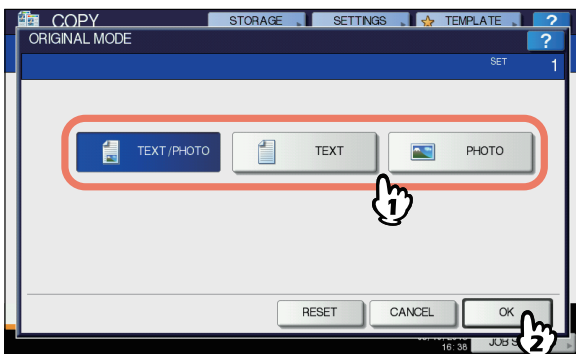 COPY STORAGE SETTINGS TEMPLATE ?
ORIGINAL MODE ?
SET 1
TEXT/PHOTO TEXT PHOTO
1
RESET CANCEL OK
2
16:38